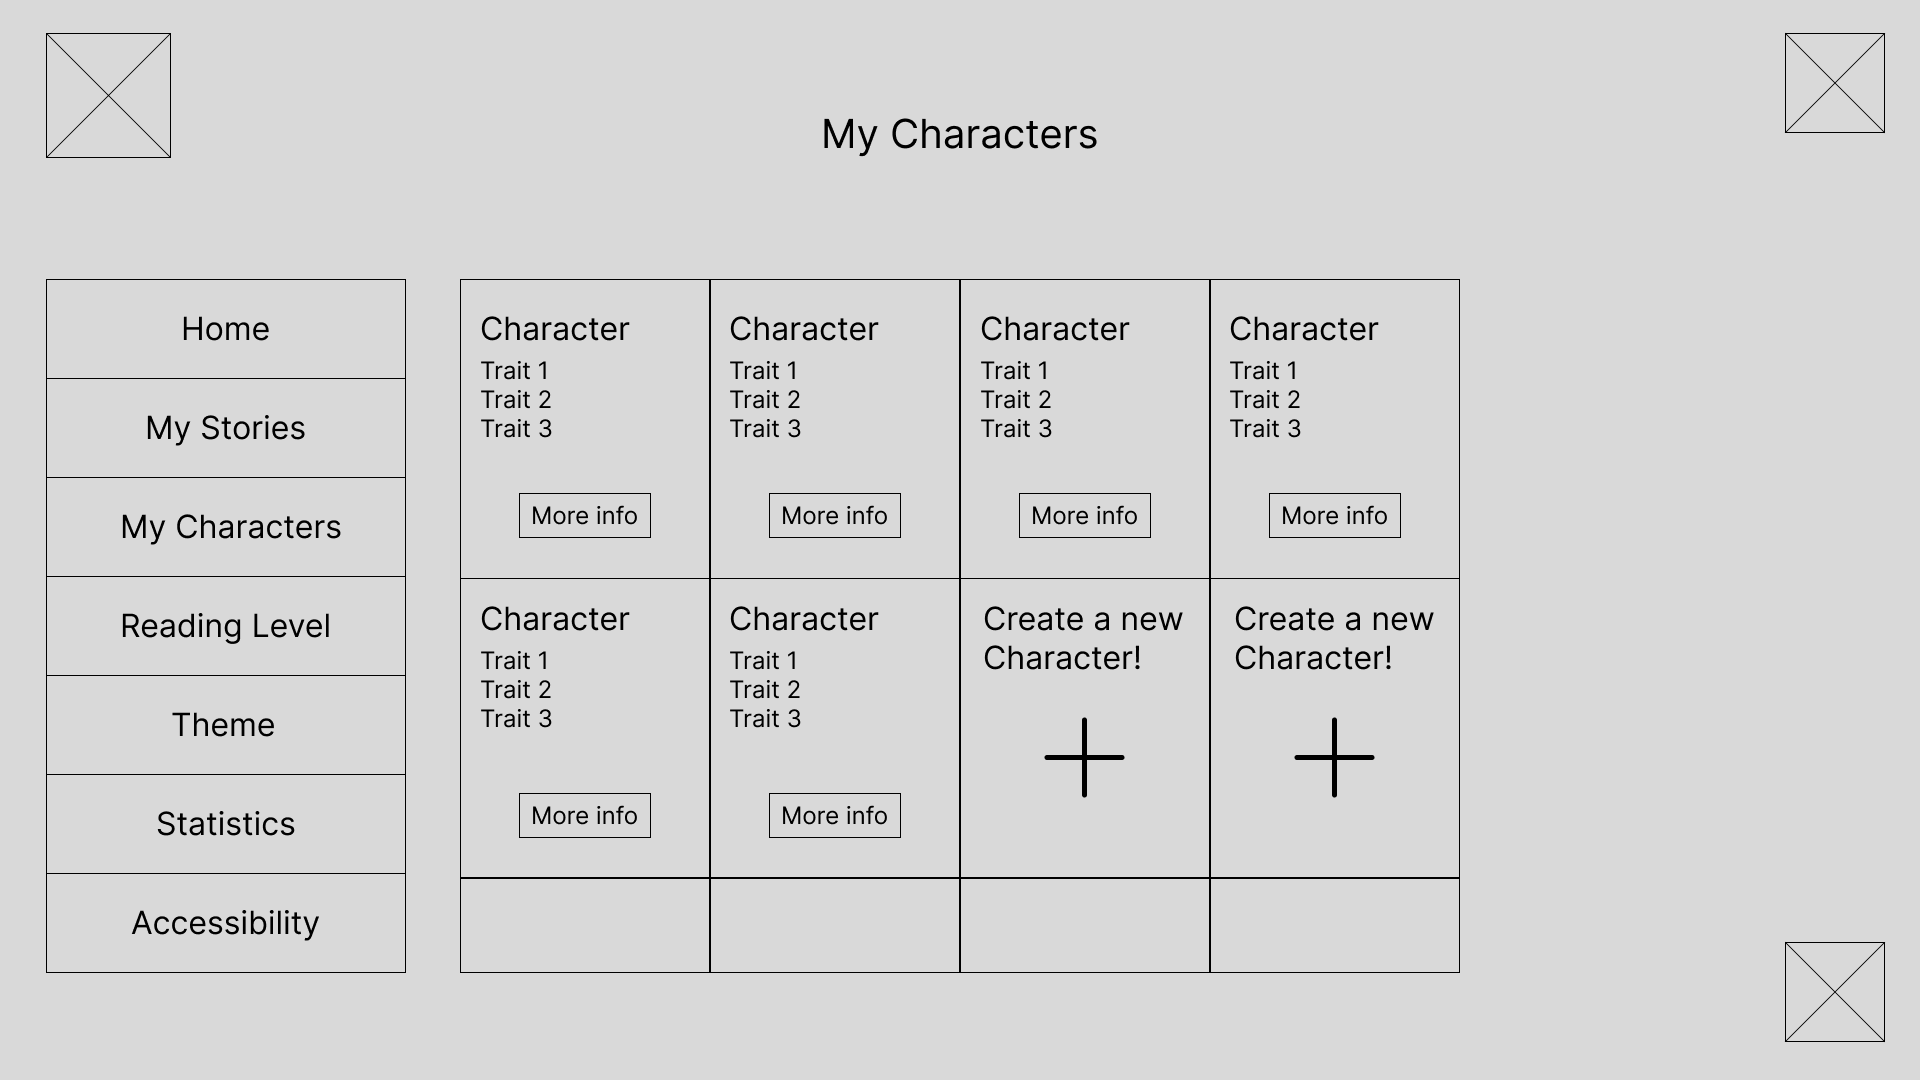 My Characters
Home
My Stories
My Characters
Reading Level
Theme
Statistics
Accessibility
Character
Trait 1
Trait 2
Trait 3
More info
Character
Trait 1
Trait 2
Trait 3
More info
Character
Trait 1
Trait 2
Trait 3
More info
Character
Trait 1
Trait 2
Trait 3
More info
Character
Trait 1
Trait 2
Trait 3
More info
Character
Trait 1
Trait 2
Trait 3
More info
Create a new
Character!
Create a new
Character!